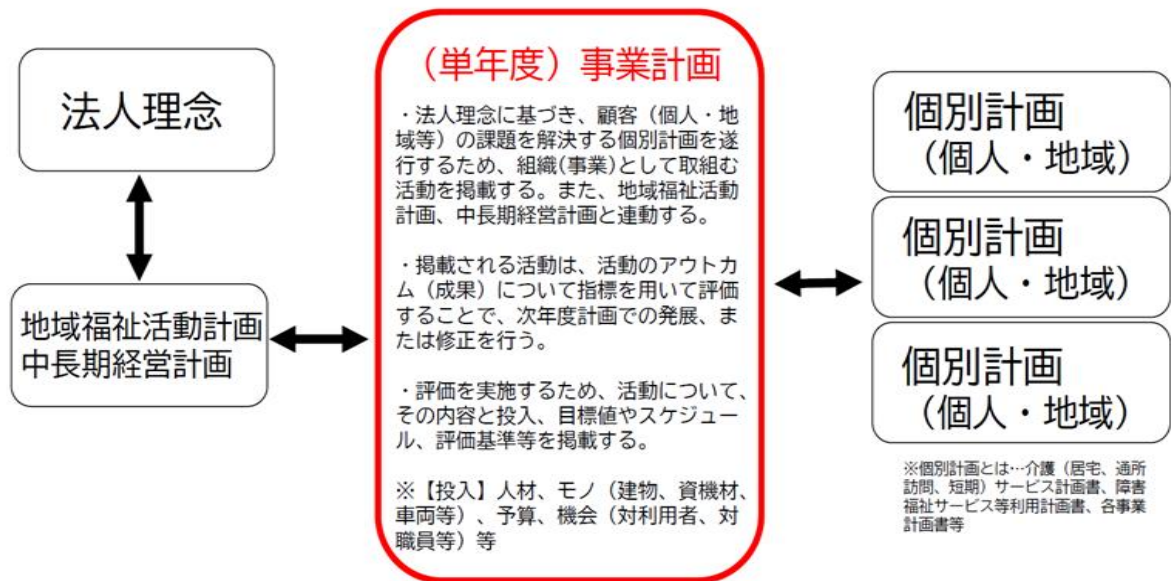 法人理念
地域福祉活動計画
中長期経営計画
（単年度）事業計画
・法人理念に基づき、顧客（個人・地
域等）の課題を解決する個別計画を遂
行するため、組織(事業)として取組む
活動を掲載する。また、地域福祉活動
計画、中長期経営計画と連動する。
・掲載される活動は、活動のアウトカ
ム（成果）について指標を用いて評価
することで、次年度計画での発展、ま
たは修正を行う。
・評価を実施するため、活動について、
その内容と投入、目標値やスケジュー
ル、評価基準等を掲載する。
※【投入】人材、モノ（建物、資機材、
車両等）、予算、機会（対利用者、対
職員等）等
個別計画
（個人・地域）
個別計画
（個人・地域）
個別計画
（個人・地域）
※個別計画とは…介護（居宅、通所
訪問、短期）サービス計画書、障害
福祉サービス等利用計画書、各事業
計画書等